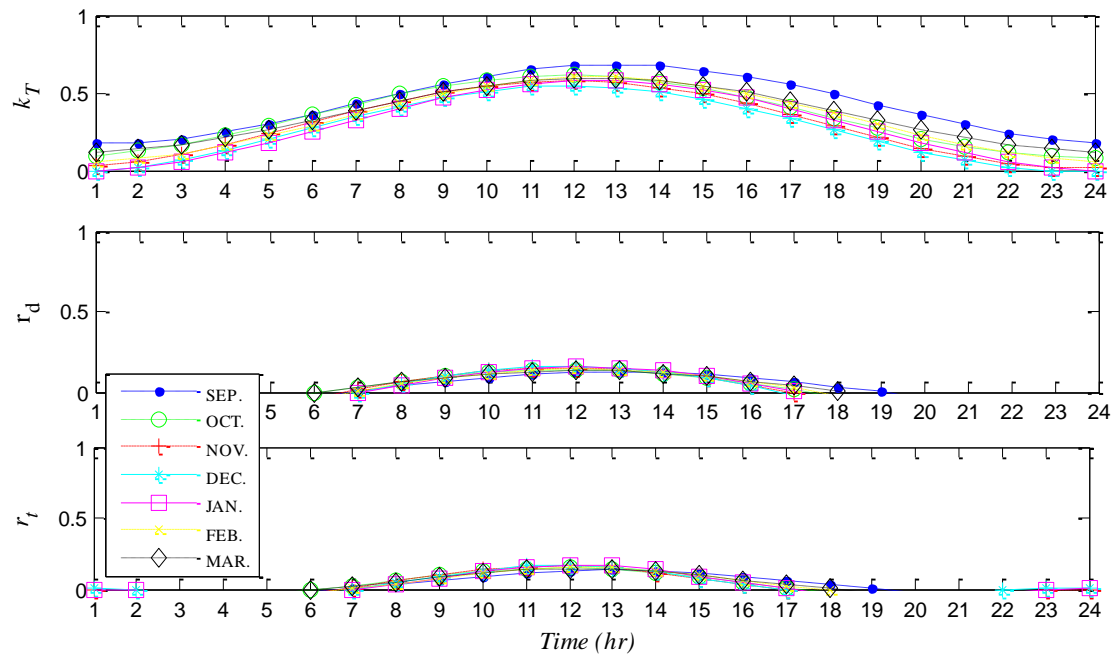 1
0.5
0
k_T
1 2 3 4 5 6 7 8 9 10 11 12 13 14 15 16 17 18 19 20 21 22 23 24
1
0.5
0
r_d
1 5 6 7 8 9 10 11 12 13 14 15 16 17 18 19 20 21 22 23 24
SEP.
OCT.
NOV.
DEC.
JAN.
FEB.
MAR.
1
0.5
0
r_t
1 2 3 4 5 6 7 8 9 10 11 12 13 14 15 16 17 18 19 20 21 22 23 24
Time (hr)